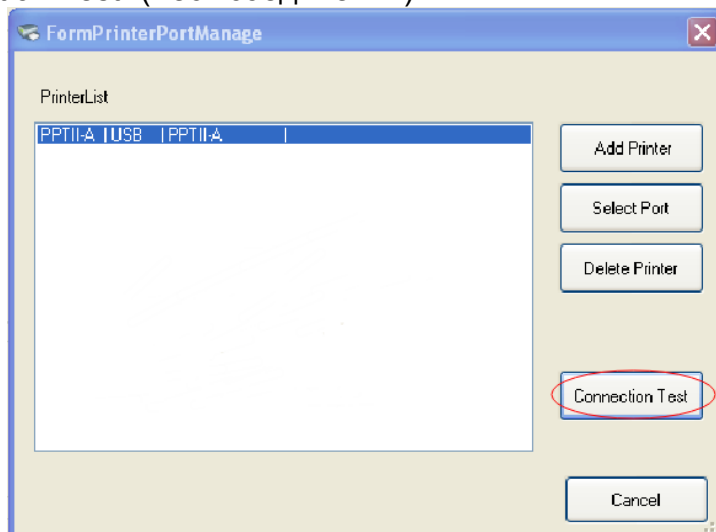 FormPrinterPortManage
PrinterList
PPTII-A | USB | PPTII-A |
Add Printer
Select Port
Delete Printer
Connection Test
Cancel